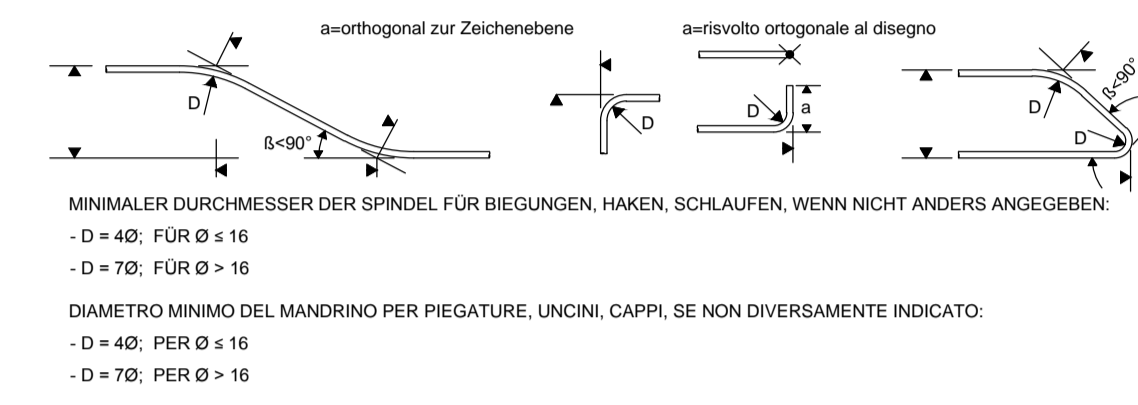 a=orthogonal zur Zeichenebene
a=risvolto ortogonale al disegno
D
ß<90°
D
D
a
D
ß<90°
D
MINIMALER DURCHMESSER DER SPINDEL FÜR BIEGUNGEN, HAKEN, SCHLAUFEN, WENN NICHT ANDERS ANGEGEBEN:
- D = 4Ø; FÜR Ø ≤ 16
- D = 7Ø; FÜR Ø > 16
DIAMETRO MINIMO DEL MANDRINO PER PIEGATURE, UNCINI, CAPPI, SE NON DIVERSAMENTE INDICATO:
- D = 4Ø; PER Ø ≤ 16
- D = 7Ø; PER Ø > 16